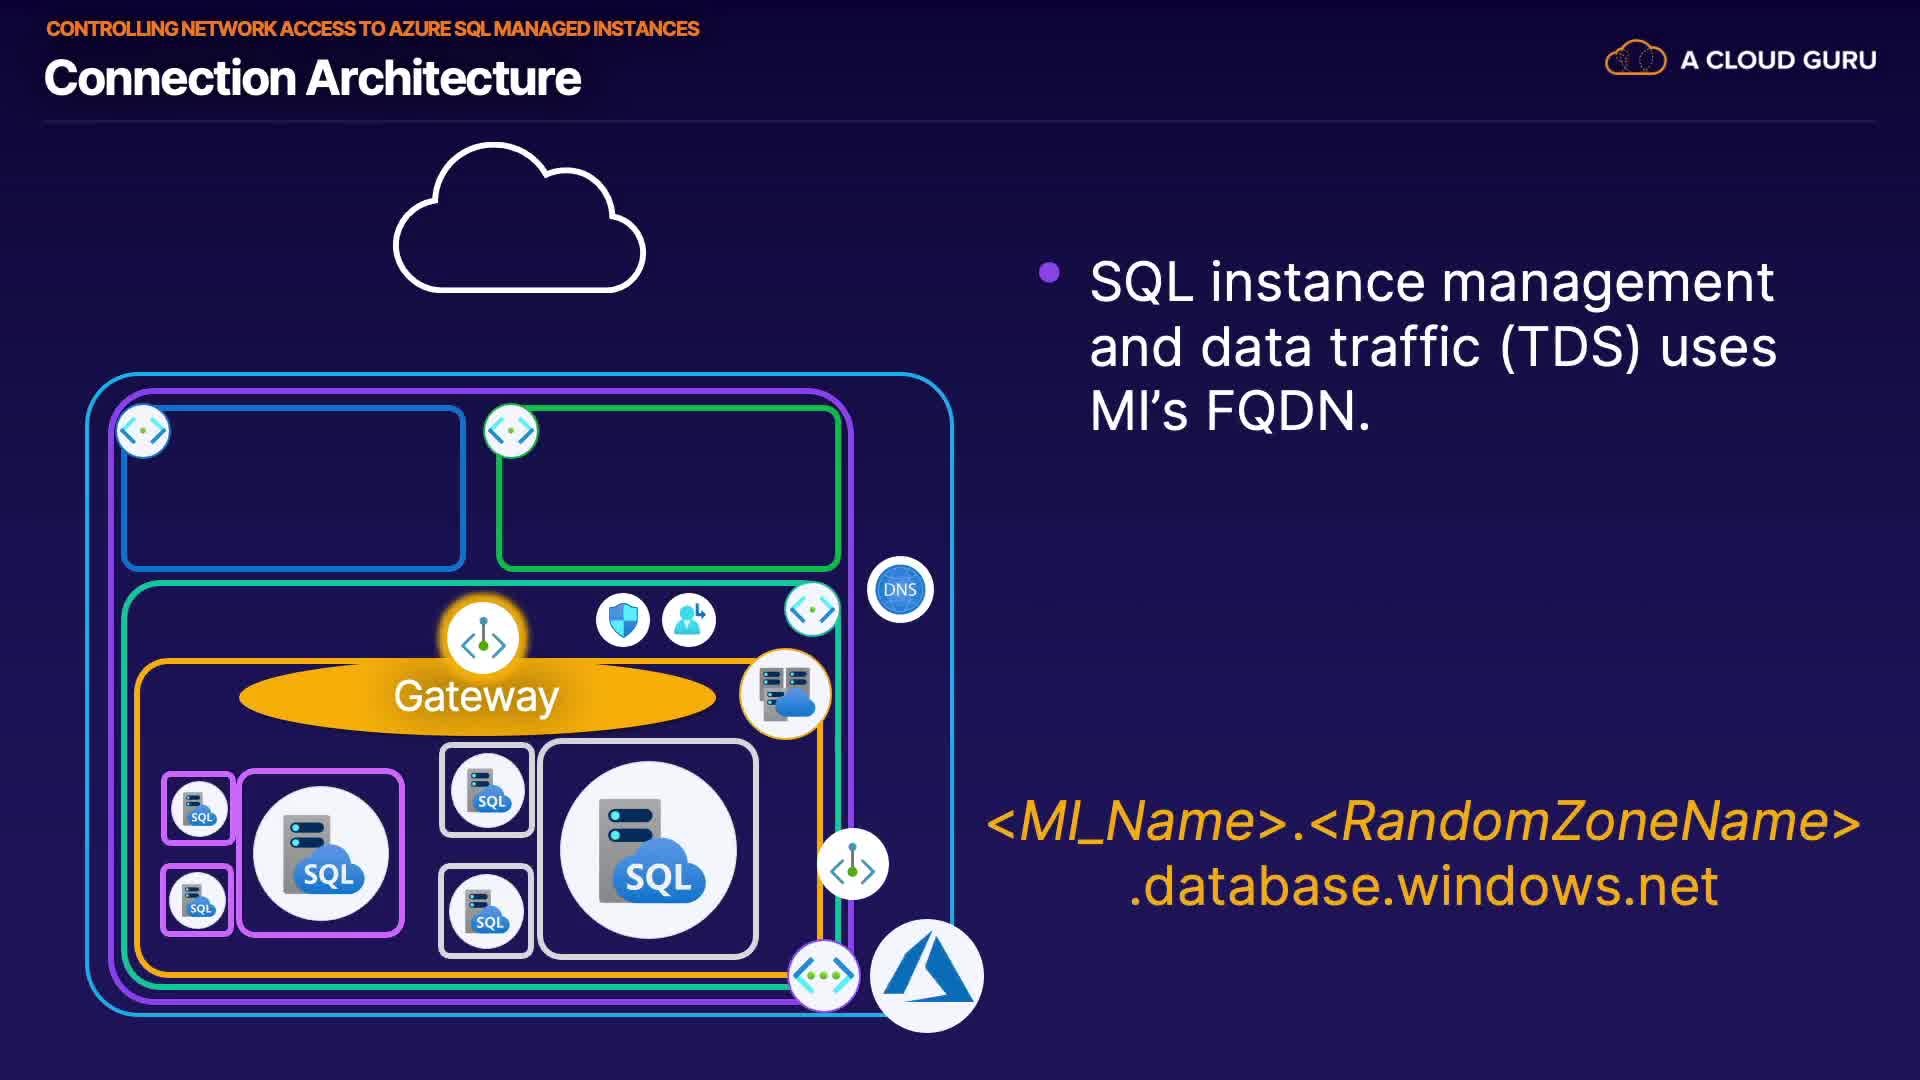 CONTROLLING NETWORK ACCESS TO AZURE SQL MANAGED INSTANCES
Connection Architecture
A CLOUD GURU
SQL instance management
and data traffic (TDS) uses
MI’s FQDN.
DNS
Gateway
SQL
SQL
SQL
SQL
SQL
SQL
<MI_Name>.<RandomZoneName>
.database.windows.net